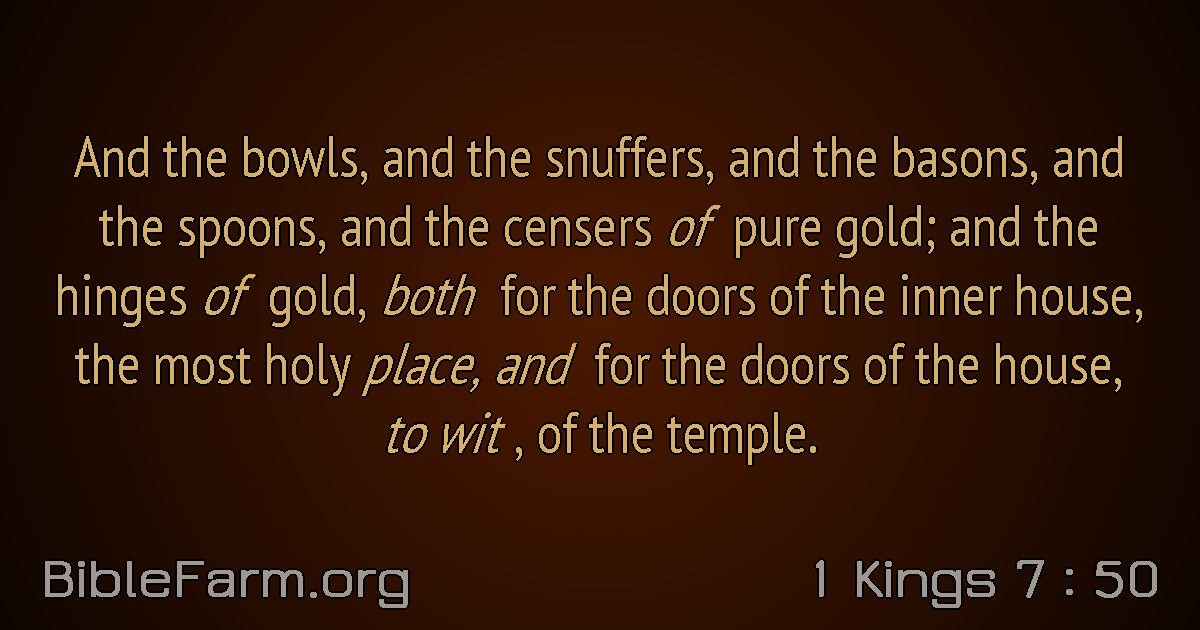 And the bowls, and the snuffers, and the basons, and
the spoons, and the censers of pure gold; and the
hinges of gold, both for the doors of the inner house,
the most holy place, and for the doors of the house,
to wit , of the temple.
BibleFarm.org
1 Kings 7 : 50